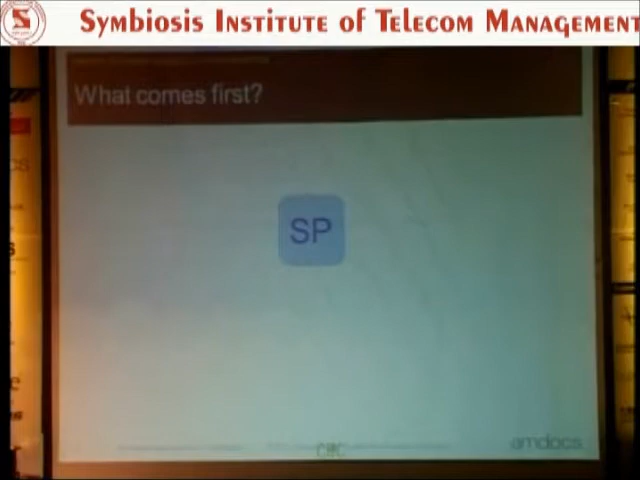 Symbiosis Institute of Telecom Management
What comes first?
SP
amdocs